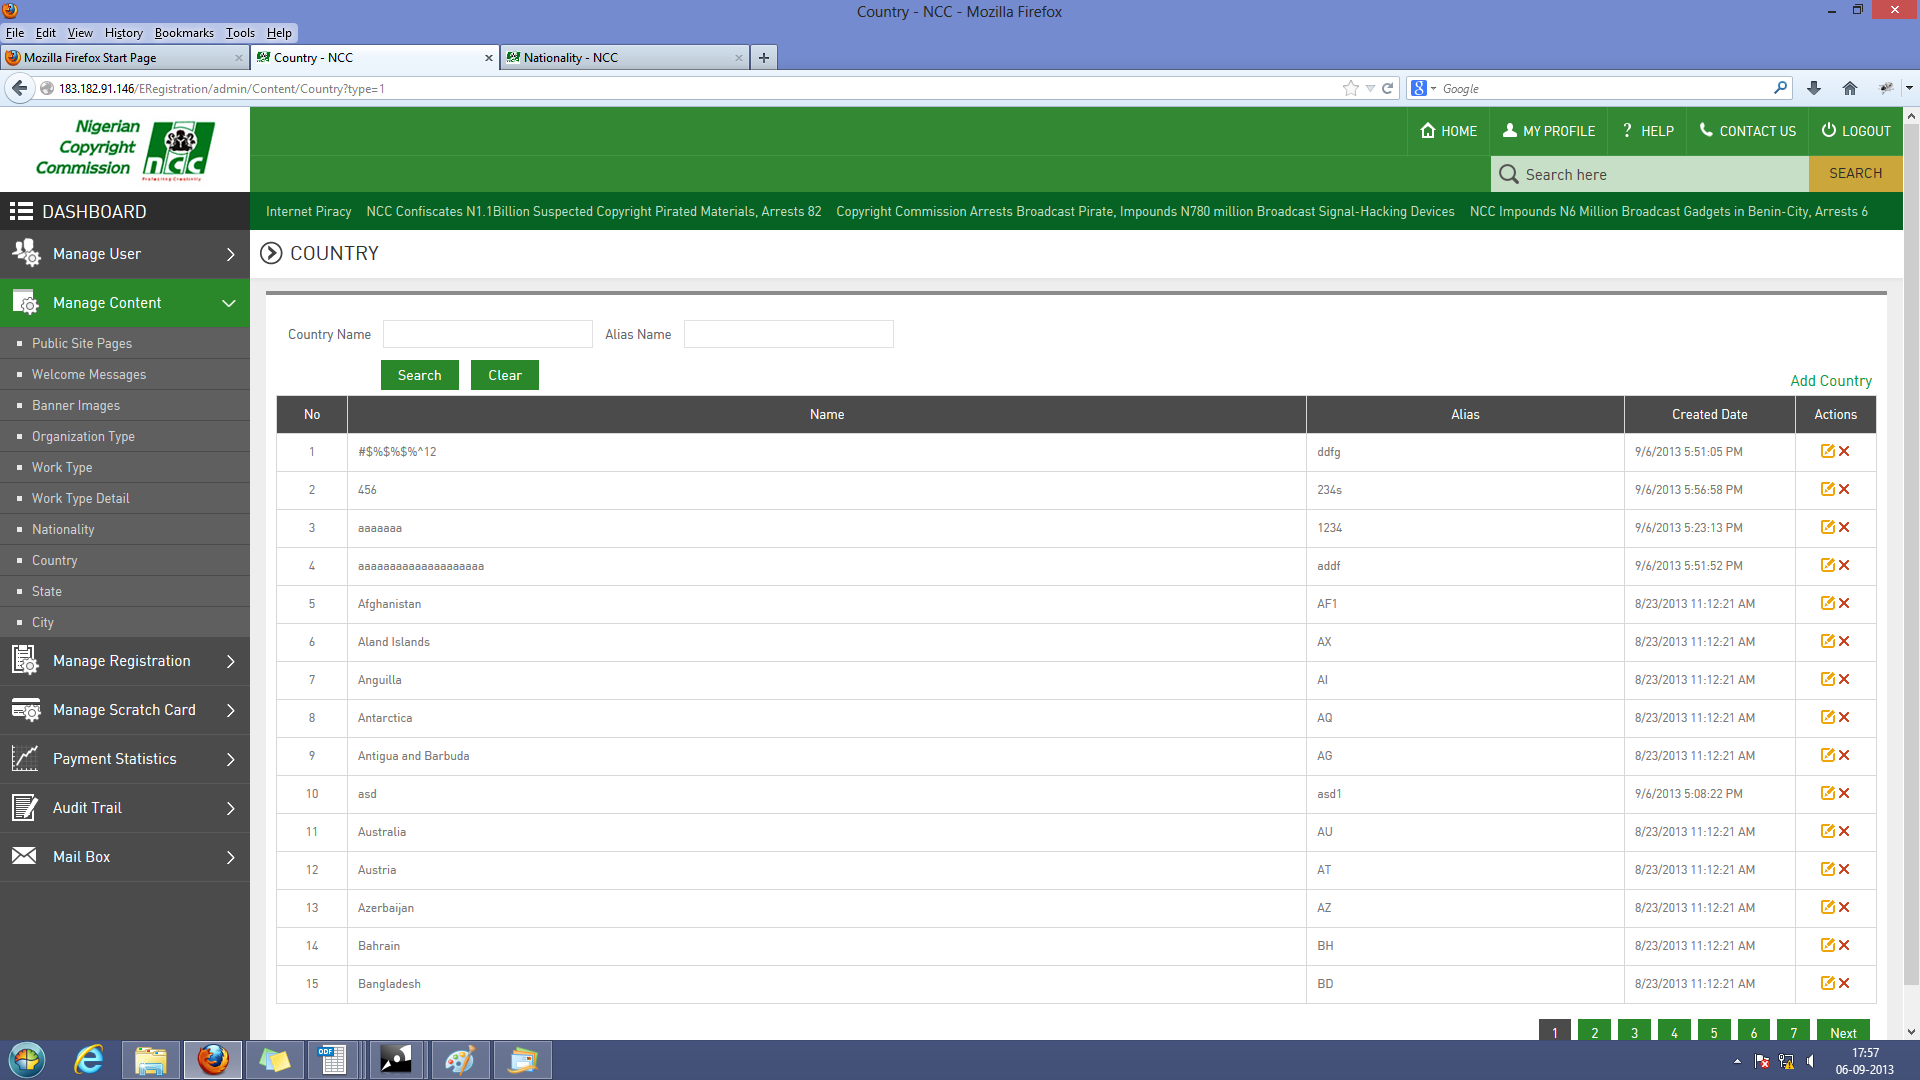 Country - NCC - Mozilla Firefox
File Edit View History Bookmarks Tools Help
Mozilla Firefox Start Page Country - NCC Nationality - NCC
183.182.91.146/ERegistration/admin/Content/Country?type=1 Google
Nigerian
Copyright
Commission
ncc
HOME MY PROFILE ? HELP CONTACT US LOGOUT
Search here SEARCH
DASHBOARD
Internet Piracy NCC Confiscates N1.1Billion Suspected Copyright Pirated Materials, Arrests 82 Copyright Commission Arrests Broadcast Pirate, Impounds N780 million Broadcast Signal-Hacking Devices NCC Impounds N6 Million Broadcast Gadgets in Benin-City, Arrests 6
Manage User
Manage Content
Public Site Pages
Welcome Messages
Banner Images
Organization Type
Work Type
Work Type Detail
Nationality
Country
State
City
Manage Registration
Manage Scratch Card
Payment Statistics
Audit Trail
Mail Box
COUNTRY
Country Name Alias Name
Search Clear
Add Country
No Name Alias Created Date Actions
1 #$%$%$%^12 ddfg 9/6/2013 5:51:05 PM
2 456 234s 9/6/2013 5:56:58 PM
3 aaaaaaa 1234 9/6/2013 5:23:13 PM
4 aaaaaaaaaaaaaaaaaaaa addf 9/6/2013 5:51:52 PM
5 Afghanistan AF1 8/23/2013 11:12:21 AM
6 Aland Islands AX 8/23/2013 11:12:21 AM
7 Anguilla AI 8/23/2013 11:12:21 AM
8 Antarctica AQ 8/23/2013 11:12:21 AM
9 Antigua and Barbuda AG 8/23/2013 11:12:21 AM
10 asd asd1 9/6/2013 5:08:22 PM
11 Australia AU 8/23/2013 11:12:21 AM
12 Austria AT 8/23/2013 11:12:21 AM
13 Azerbaijan AZ 8/23/2013 11:12:21 AM
14 Bahrain BH 8/23/2013 11:12:21 AM
15 Bangladesh BD 8/23/2013 11:12:21 AM
1 2 3 4 5 6 7 Next
ODF
17:57
06-09-2013